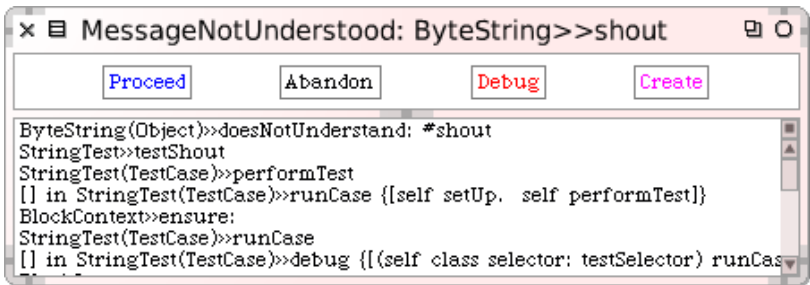 MessageNotUnderstood: ByteString>>shout
Proceed Abandon Debug Create
ByteString(Object)>>doesNotUnderstand: #shout
StringTest>>testShout
StringTest(TestCase)>>performTest
[] in StringTest(TestCase)>>runCase {[self setUp. self performTest]}
BlockContext>>ensure:
StringTest(TestCase)>>runCase
[] in StringTest(TestCase)>>debug {[(self class selector: testSelector) runCas